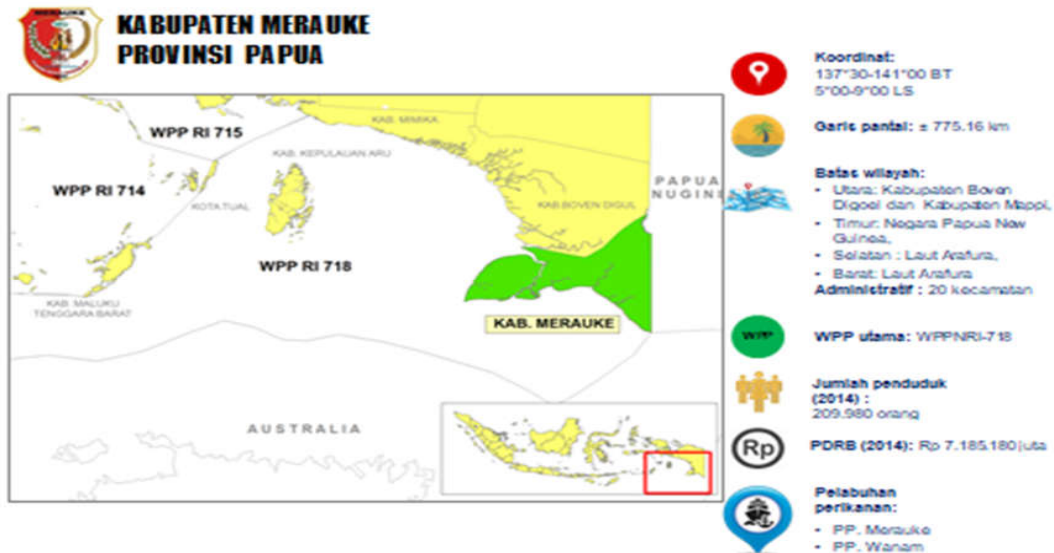 MERAUKE
KABUPATEN MERAUKE
PROVINSI PAPUA
WPP RI 715
KAB. MIMIKA
KAB. KEPULAUAN ARU
WPP RI 714
PAPUA
NUGINI
KOTA TUAL
KAB.BOVEN DIGUL
WPP RI 718
KAB. MALUKU
TENGGARA BARAT
KAB. MERAUKE
AUSTRALIA
Koordinat:
137°30-141°00 BT
5°00-9°00 LS
Garis pantai: ± 775.16 km
Batas wilayah:
• Utara: Kabupaten Boven
Digoel dan Kabupaten Mappi,
• Timur: Negara Papua New
Guinea,
• Selatan : Laut Arafura,
• Barat: Laut Arafura
Administratif : 20 kecamatan
WPP
WPP utama: WPPNRI-718
Jumlah penduduk
(2014) :
209.980 orang
Rp
PDRB (2014): Rp 7.185.180 juta
Pelabuhan
perikanan:
• PP. Merauke
• PP. Wanam